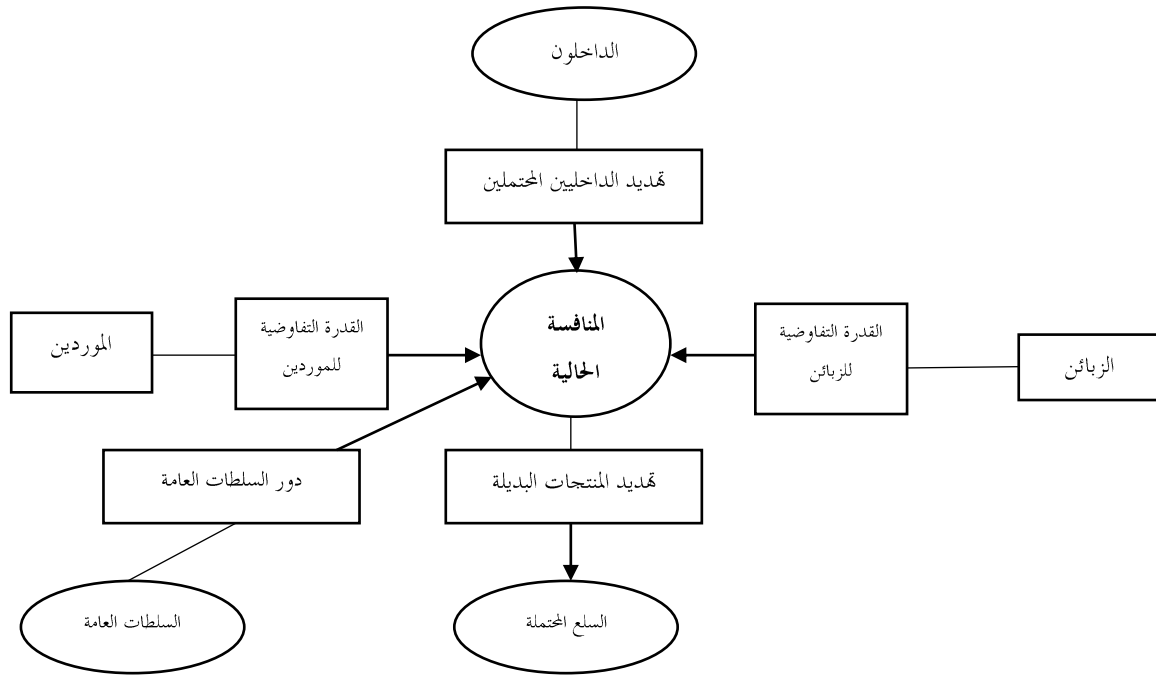 الداخلون
تهديد الداخليين المحتملين
المنافسة
الحالية
القدرة التفاوضية
للزبائن
الزبائن
القدرة التفاوضية
للموردين
الموردين
تهديد المنتجات البديلة
دور السلطات العامة
السلع المحتملة
السلطات العامة